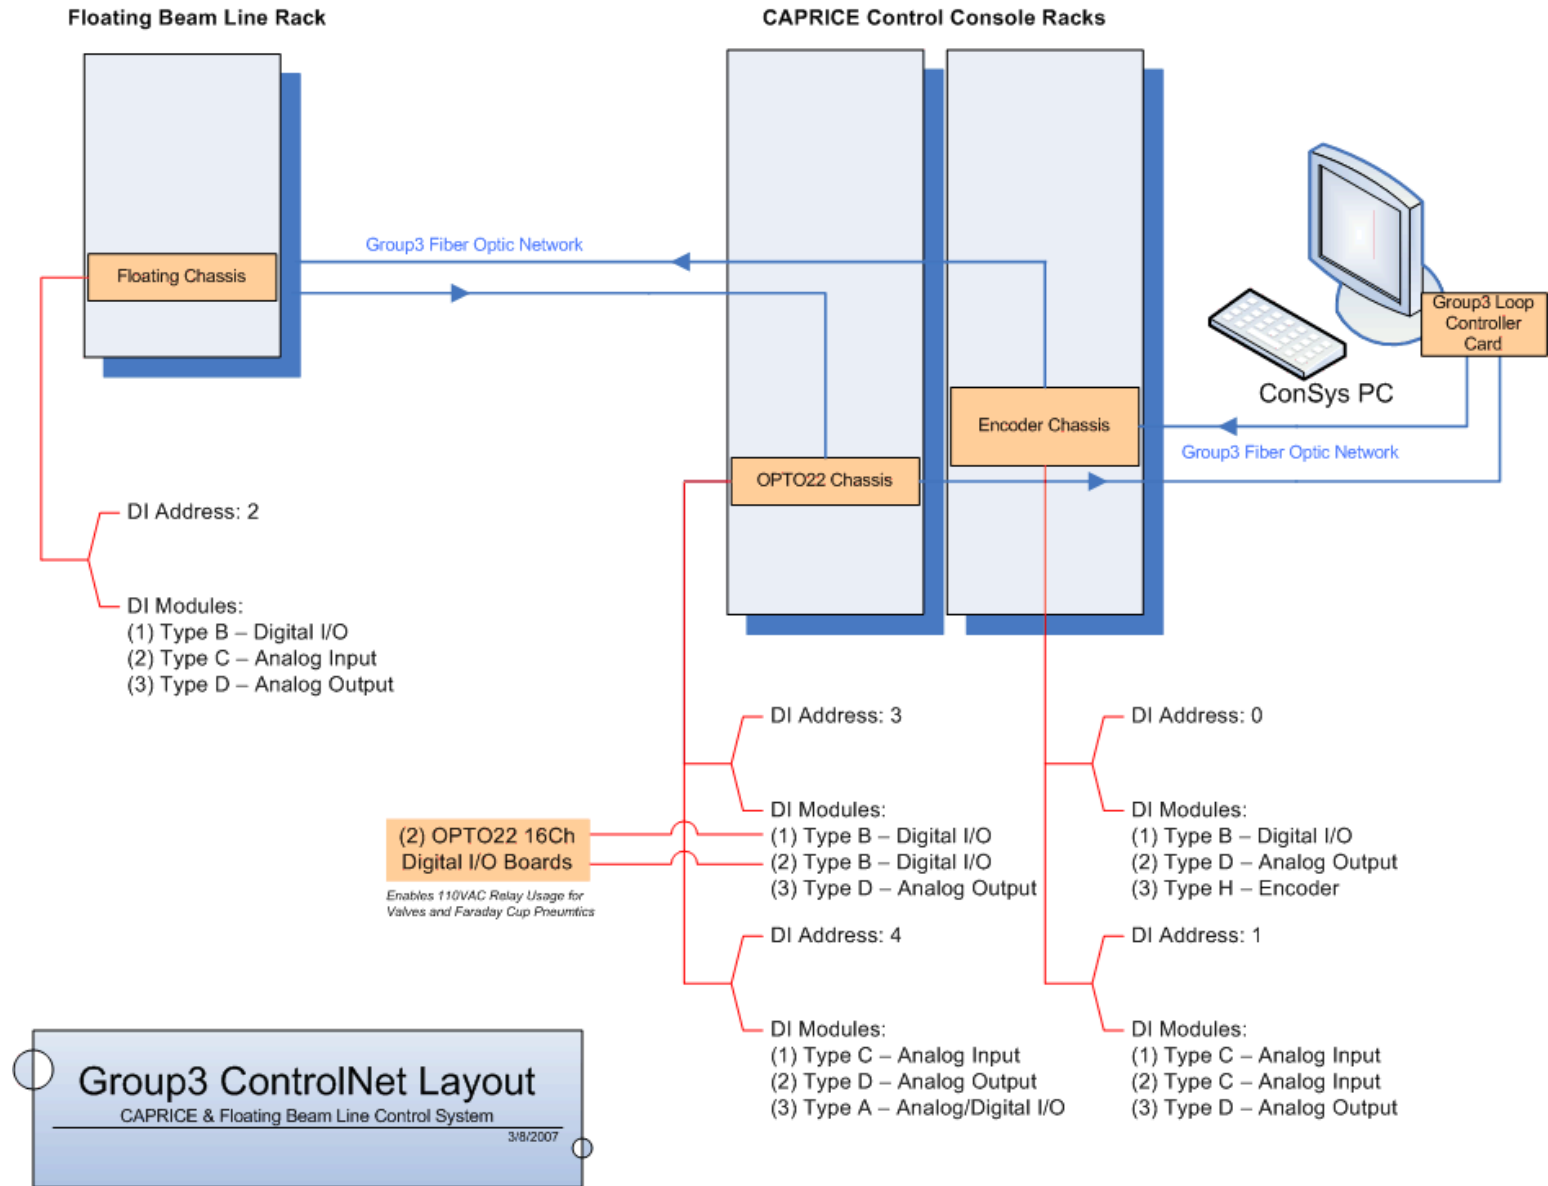 Floating Beam Line Rack
CAPRICE Control Console Racks
Group3 Fiber Optic Network
Floating Chassis
Group3 Loop
Controller
Card
ConSys PC
Encoder Chassis
Group3 Fiber Optic Network
OPTO22 Chassis
DI Address: 2
DI Modules:
(1) Type B – Digital I/O
(2) Type C – Analog Input
(3) Type D – Analog Output
DI Address: 3
DI Modules:
(1) Type B – Digital I/O
(2) Type B – Digital I/O
(3) Type D – Analog Output
DI Address: 0
DI Modules:
(1) Type B – Digital I/O
(2) Type D – Analog Output
(3) Type H – Encoder
(2) OPTO22 16Ch
Digital I/O Boards
Enables 110VAC Relay Usage for
Valves and Faraday Cup Pneumtics
DI Address: 4
DI Modules:
(1) Type C – Analog Input
(2) Type D – Analog Output
(3) Type A – Analog/Digital I/O
DI Address: 1
DI Modules:
(1) Type C – Analog Input
(2) Type C – Analog Input
(3) Type D – Analog Output
Group3 ControlNet Layout
CAPRICE & Floating Beam Line Control System
3/8/2007